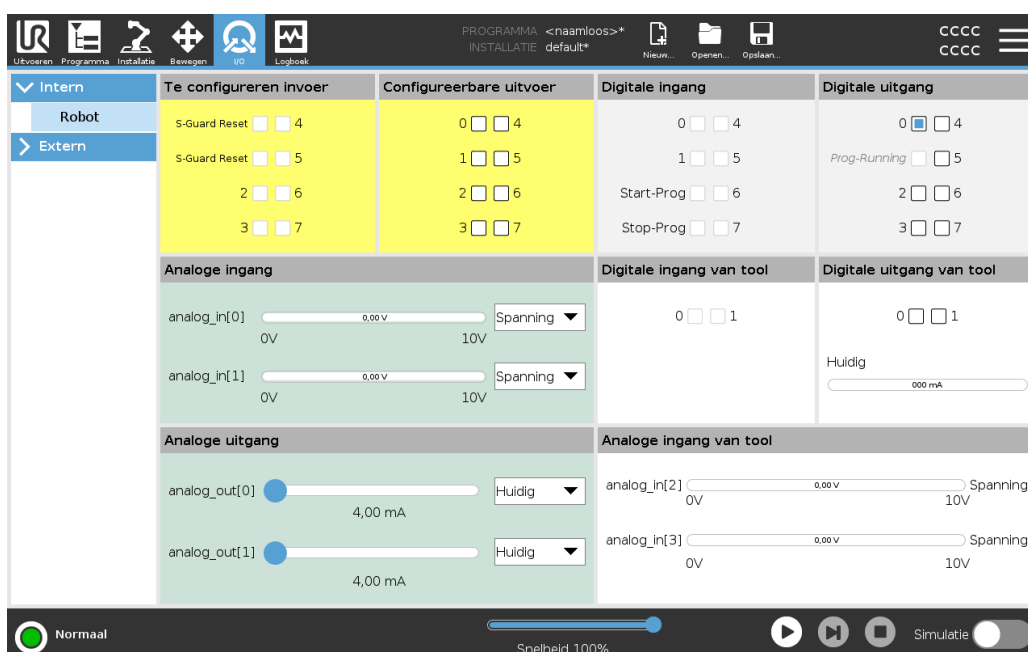 UR
PROGRAMMA <naamloos>*
INSTALLATIE default*
Uitvoeren Programma Installatie Bewegen I/O Logboek
Nieuw... Openen... Opslaan...
CCCC
CCCC
Intern
Robot
Extern
Te configureren invoer
S-Guard Reset 4
S-Guard Reset 5
2 6
3 7
Configureerbare uitvoer
0 4
1 5
2 6
3 7
Digitale ingang
0 4
1 5
Start-Prog 6
Stop-Prog 7
Digitale uitgang
0 4
Prog-Running 5
2 6
3 7
Analoge ingang
analog_in[0] 0,00 V Spanning
0V 10V
analog_in[1] 0,00 V Spanning
0V 10V
Digitale ingang van tool
0 1
Digitale uitgang van tool
0 1
Huidig
000 mA
Analoge uitgang
analog_out[0] Huidig
4,00 mA
analog_out[1] Huidig
4,00 mA
Analoge ingang van tool
analog_in[2] 0,00 V Spanning
0V 10V
analog_in[3] 0,00 V Spanning
0V 10V
Normaal
Snelheid 100%
Simulatie